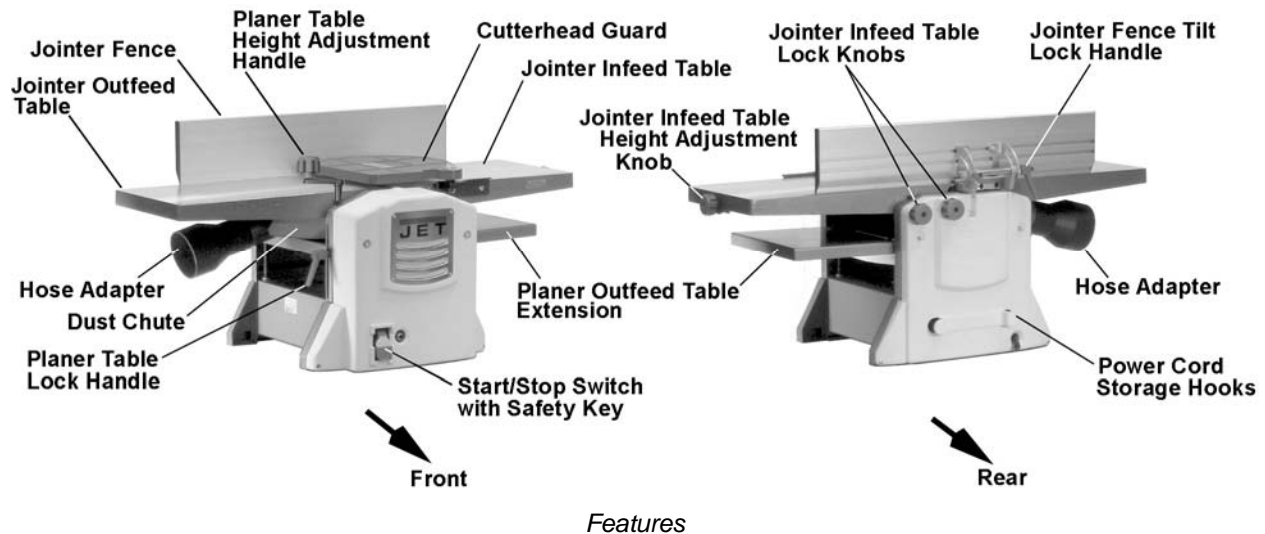 Jointer Fence
Jointer Outfeed
Table
Planer Table
Height Adjustment
Handle
Cutterhead Guard
Jointer Infeed Table
JET
Hose Adapter
Dust Chute
Planer Table
Lock Handle
Start/Stop Switch
with Safety Key
Planer Outfeed Table
Extension
Front
Jointer Infeed Table
Lock Knobs
Jointer Fence Tilt
Lock Handle
Jointer Infeed Table
Height Adjustment
Knob
Hose Adapter
Power Cord
Storage Hooks
Rear
Features